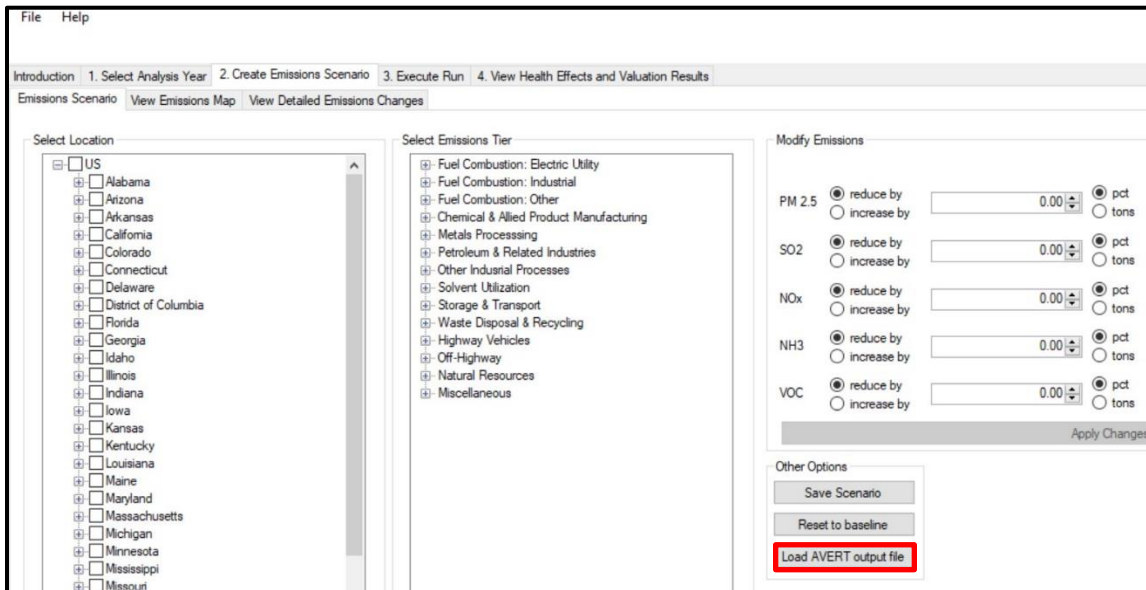 File Help
Introduction 1. Select Analysis Year 2. Create Emissions Scenario 3. Execute Run 4. View Health Effects and Valuation Results
Emissions Scenario View Emissions Map View Detailed Emissions Changes
Select Location
US
Alabama
Arizona
Arkansas
California
Colorado
Connecticut
Delaware
District of Columbia
Florida
Georgia
Idaho
Illinois
Indiana
Iowa
Kansas
Kentucky
Louisiana
Maine
Maryland
Massachusetts
Michigan
Minnesota
Mississippi
Missouri
Select Emissions Tier
Fuel Combustion: Electric Utility
Fuel Combustion: Industrial
Fuel Combustion: Other
Chemical & Allied Product Manufacturing
Metals Processsing
Petroleum & Related Industries
Other Indusrial Processes
Solvent Utilization
Storage & Transport
Waste Disposal & Recycling
Highway Vehicles
Off-Highway
Natural Resources
Miscellaneous
Modify Emissions
PM 2.5 reduce by 0.00 pct
increase by tons
SO2 reduce by 0.00 pct
increase by tons
NOx reduce by 0.00 pct
increase by tons
NH3 reduce by 0.00 pct
increase by tons
VOC reduce by 0.00 pct
increase by tons
Apply Changes
Other Options
Save Scenario
Reset to baseline
Load AVERT output file